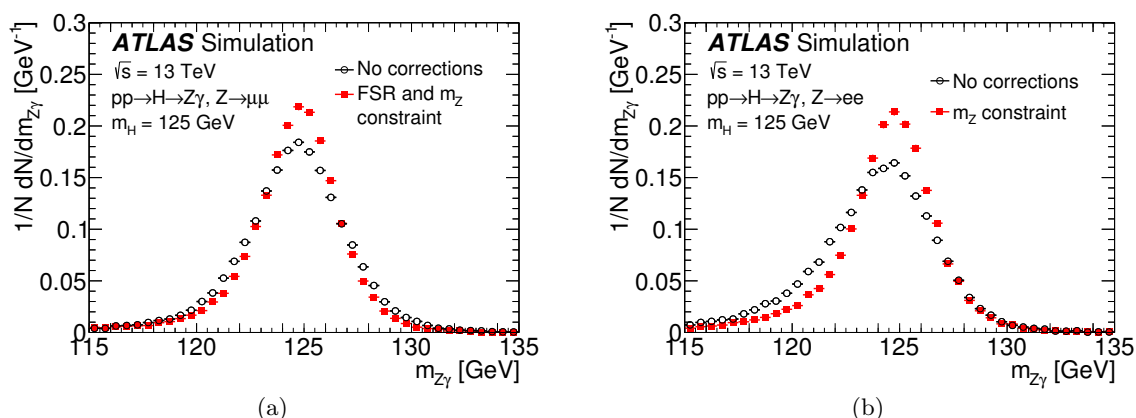 1/N dN/dm_Zγ [GeV⁻¹]
0.3
0.25
0.2
0.15
0.1
0.05
0
ATLAS Simulation
√s = 13 TeV
pp→H→Zγ, Z→μμ
m_H = 125 GeV
No corrections
FSR and m_Z
constraint
115 120 125 130 135
m_Zγ [GeV]
(a)
1/N dN/dm_Zγ [GeV⁻¹]
0.3
0.25
0.2
0.15
0.1
0.05
0
ATLAS Simulation
√s = 13 TeV
pp→H→Zγ, Z→ee
m_H = 125 GeV
No corrections
m_Z constraint
115 120 125 130 135
m_Zγ [GeV]
(b)